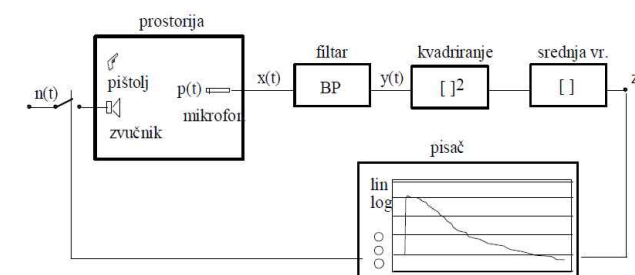 prostorija
filtar
kvadriranje
srednja vr.
n(t)
pištolj
zvučnik
p(t)
mikrofon
x(t)
BP
y(t)
[ ]²
[ ]
z
pisač
lin
log